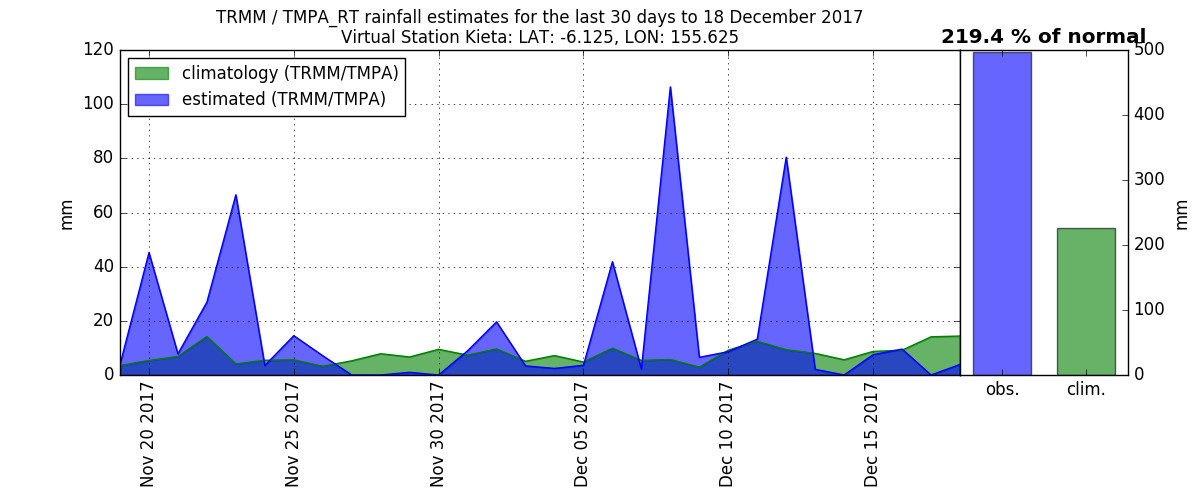 TRMM / TMPA_RT rainfall estimates for the last 30 days to 18 December 2017
Virtual Station Kieta: LAT: -6.125, LON: 155.625
219.4 % of normal
climatology (TRMM/TMPA)
estimated (TRMM/TMPA)
mm
120
100
80
60
40
20
0
Nov 20 2017
Nov 25 2017
Nov 30 2017
Dec 05 2017
Dec 10 2017
Dec 15 2017
obs.
clim.
500
400
300
200
100
0
mm